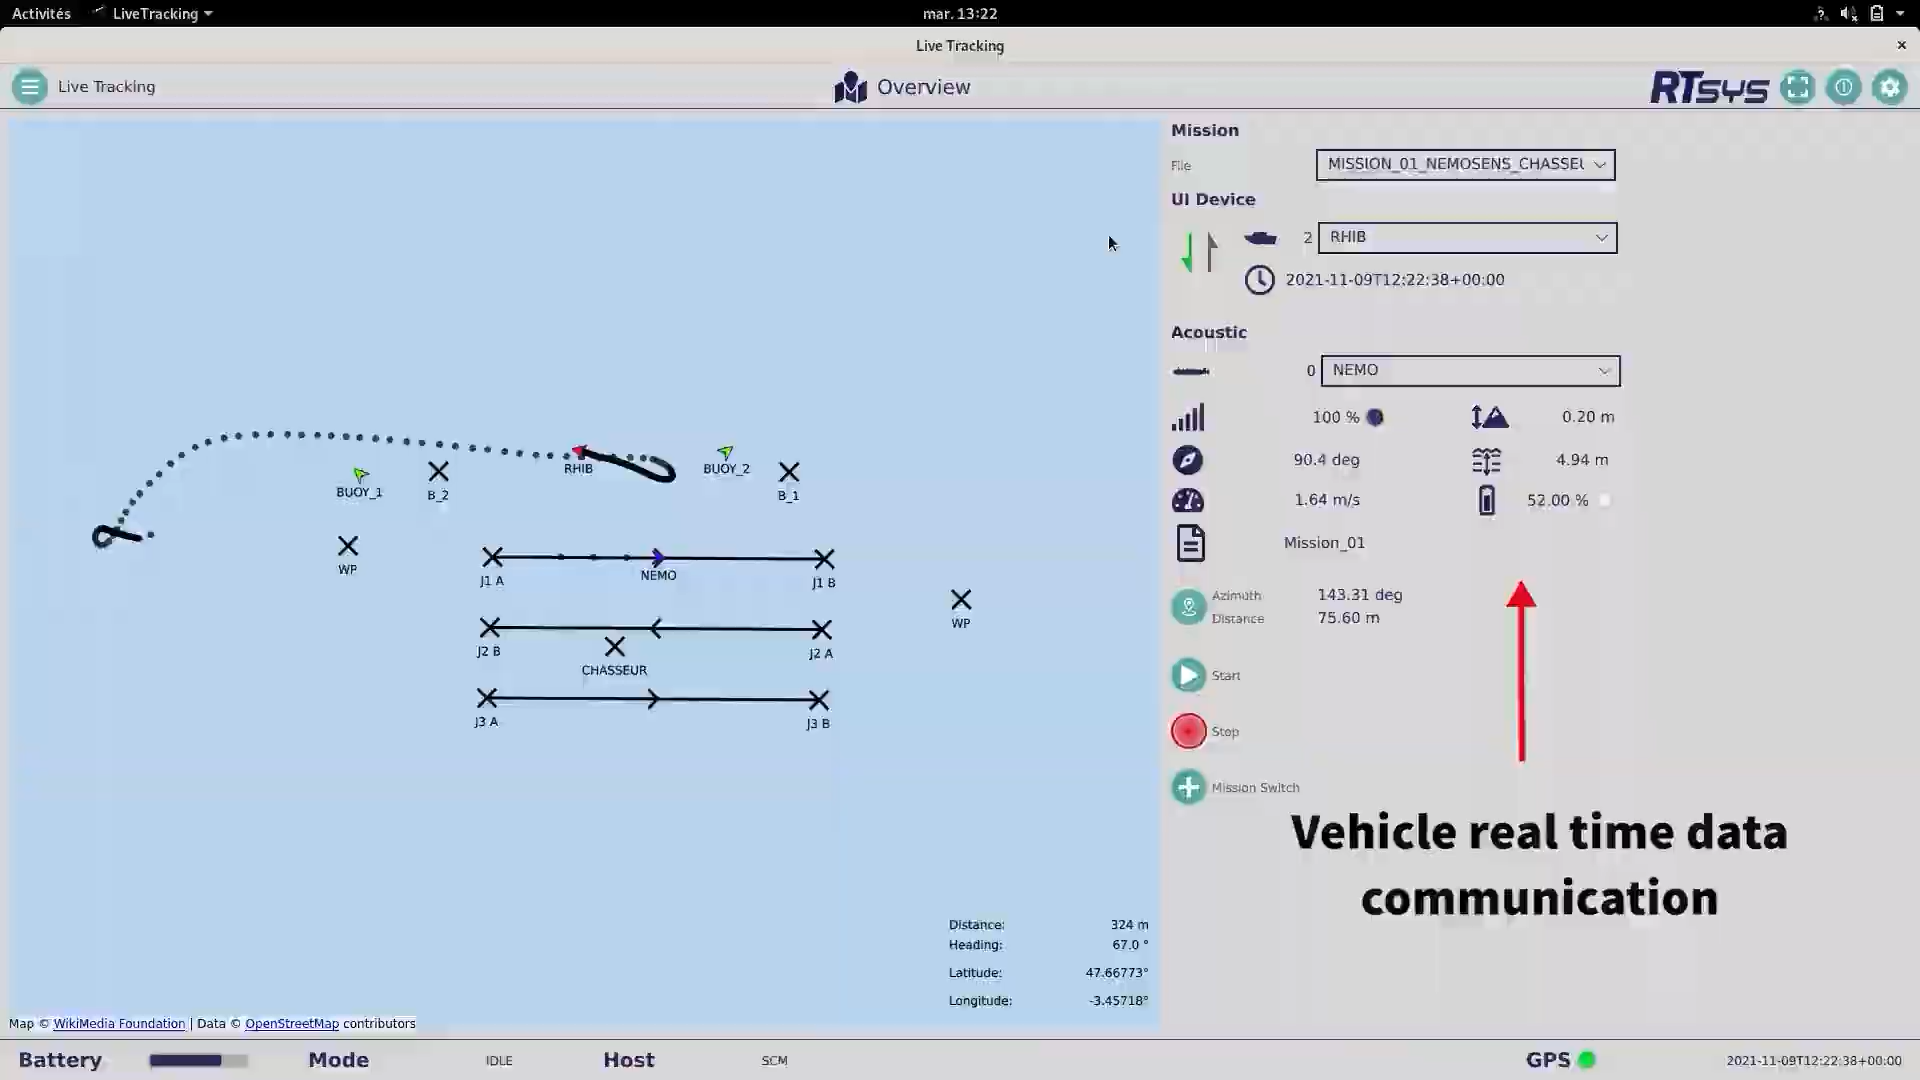 Activités
LiveTracking
mar. 13:22
Live Tracking
Live Tracking
Overview
RTsys
Mission
File
MISSION_01_NEMOSENS_CHASSEU
UI Device
2
RHIB
2021-11-09T12:22:38+00:00
Acoustic
0
NEMO
100 %
0.20 m
90.4 deg
4.94 m
1.64 m/s
52.00 %
Mission_01
Azimuth
143.31 deg
Distance
75.60 m
Start
Stop
Mission Switch
Vehicle real time data
communication
RHIB
BUOY_2
BUOY_1
B_2
B_1
WP
J1 A
NEMO
J1 B
WP
J2 B
J2 A
CHASSEUR
J3 A
J3 B
Distance:
324 m
Heading:
67.0 °
Latitude:
47.66773°
Longitude:
-3.45718°
Map © WikiMedia Foundation | Data © OpenStreetMap contributors
Battery
Mode
IDLE
Host
SCM
GPS
2021-11-09T12:22:38+00:00